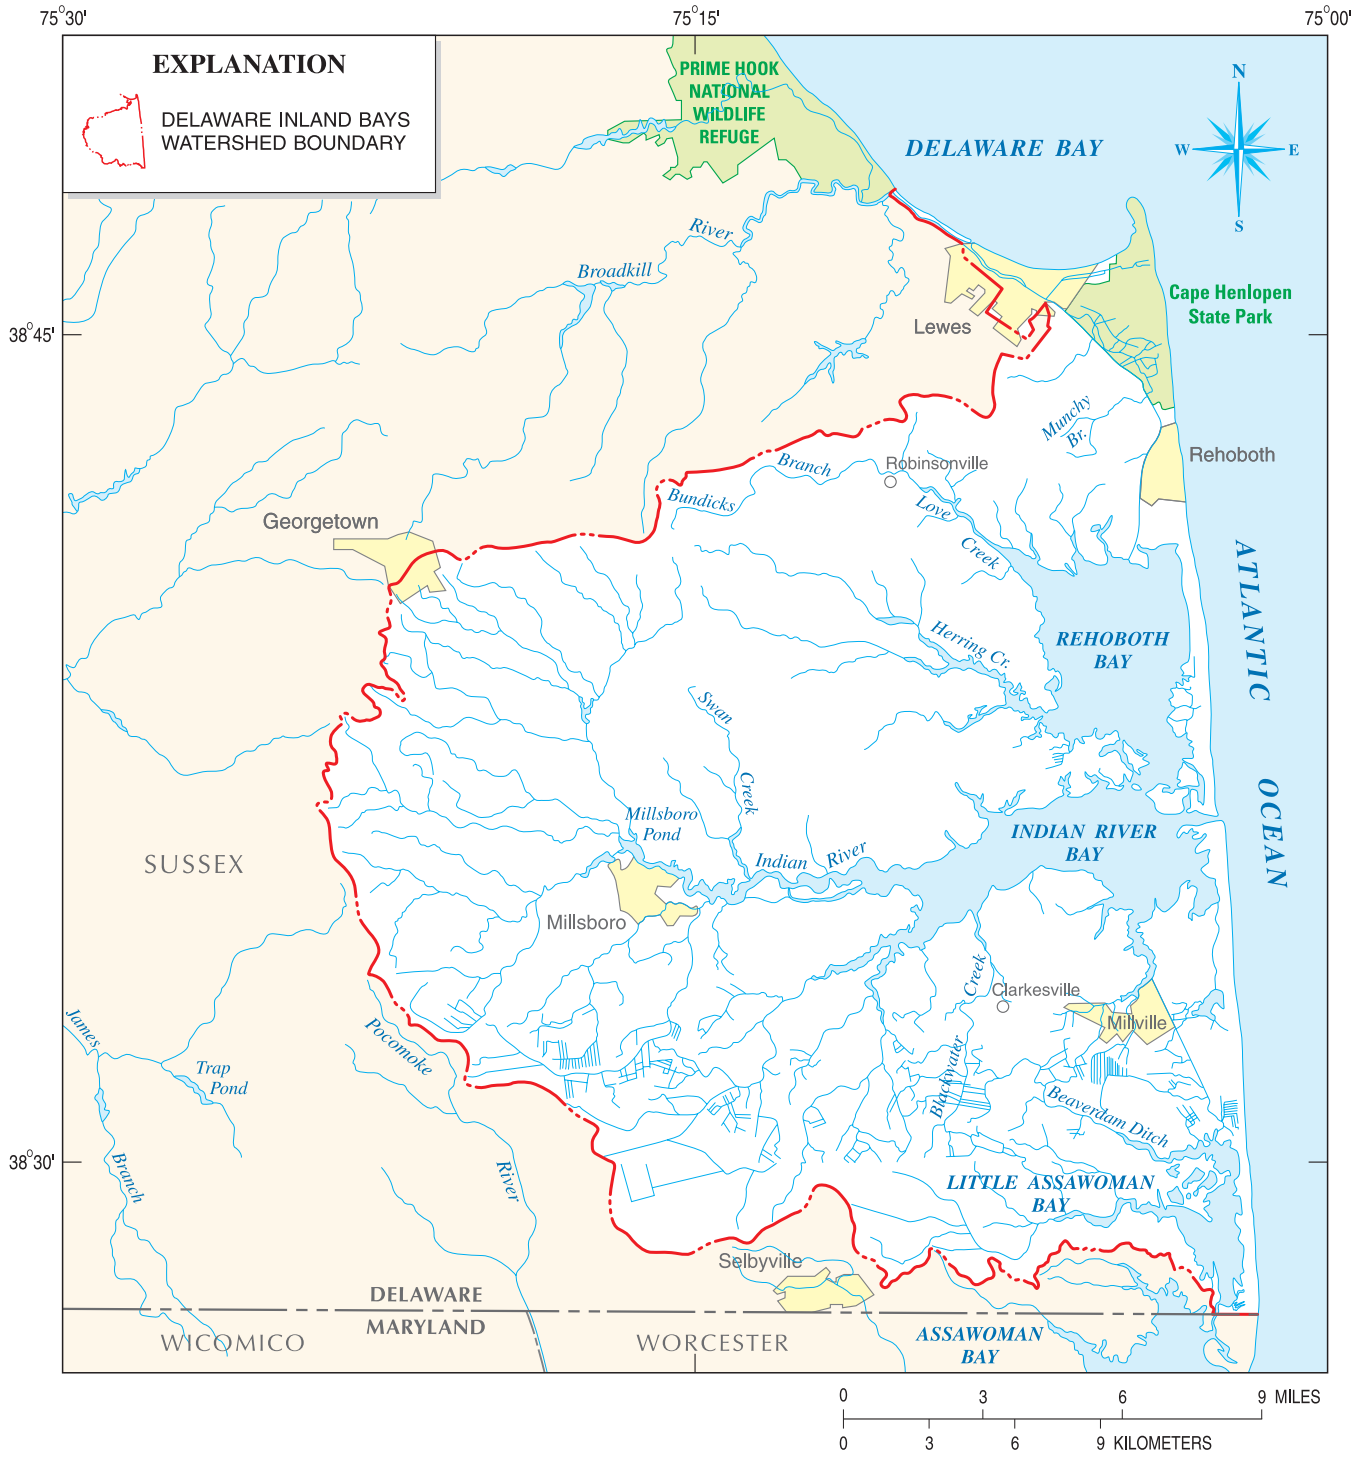 75°30'
75°15'
75°00'
EXPLANATION
DELAWARE INLAND BAYS
WATERSHED BOUNDARY
PRIME HOOK
NATIONAL
WILDLIFE
REFUGE
DELAWARE BAY
N
W
E
S
River
Broadkill
Cape Henlopen
State Park
38°45'
Lewes
Munchy
Br.
Rehoboth
Branch
Robinsonville
Bundicks
Love
Creek
Georgetown
ATLANTIC
OCEAN
Herring Cr.
REHOBOTH
BAY
Swan
Creek
Millsboro
Pond
INDIAN RIVER
BAY
Indian
River
SUSSEX
Millsboro
Creek
Clarkesville
Millville
James
Pocomoke
Trap
Pond
Blackwater
Beaverdam Ditch
38°30'
Branch
River
LITTLE ASSAWOMAN
BAY
Selbyville
DELAWARE
MARYLAND
WICOMICO
WORCESTER
ASSAWOMAN
BAY
0 3 6 9 MILES
0 3 6 9 KILOMETERS